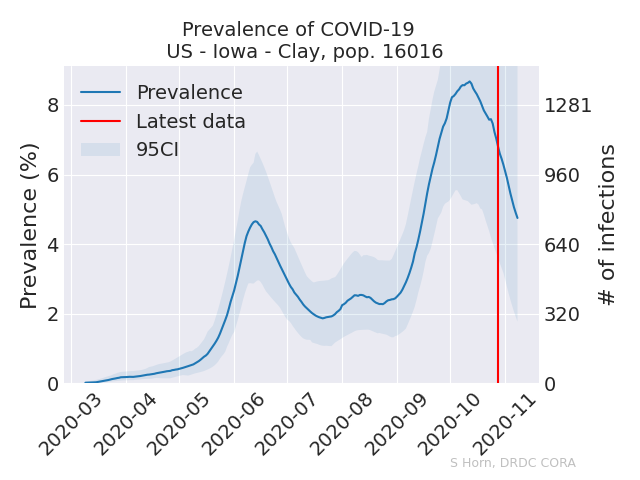 Prevalence of COVID-19
US - Iowa - Clay, pop. 16016
Prevalence
Latest data
95CI
Prevalence (%)
8
6
4
2
0
1281
960
640
320
0
# of infections
2020-03
2020-04
2020-05
2020-06
2020-07
2020-08
2020-09
2020-10
2020-11
S Horn, DRDC CORA